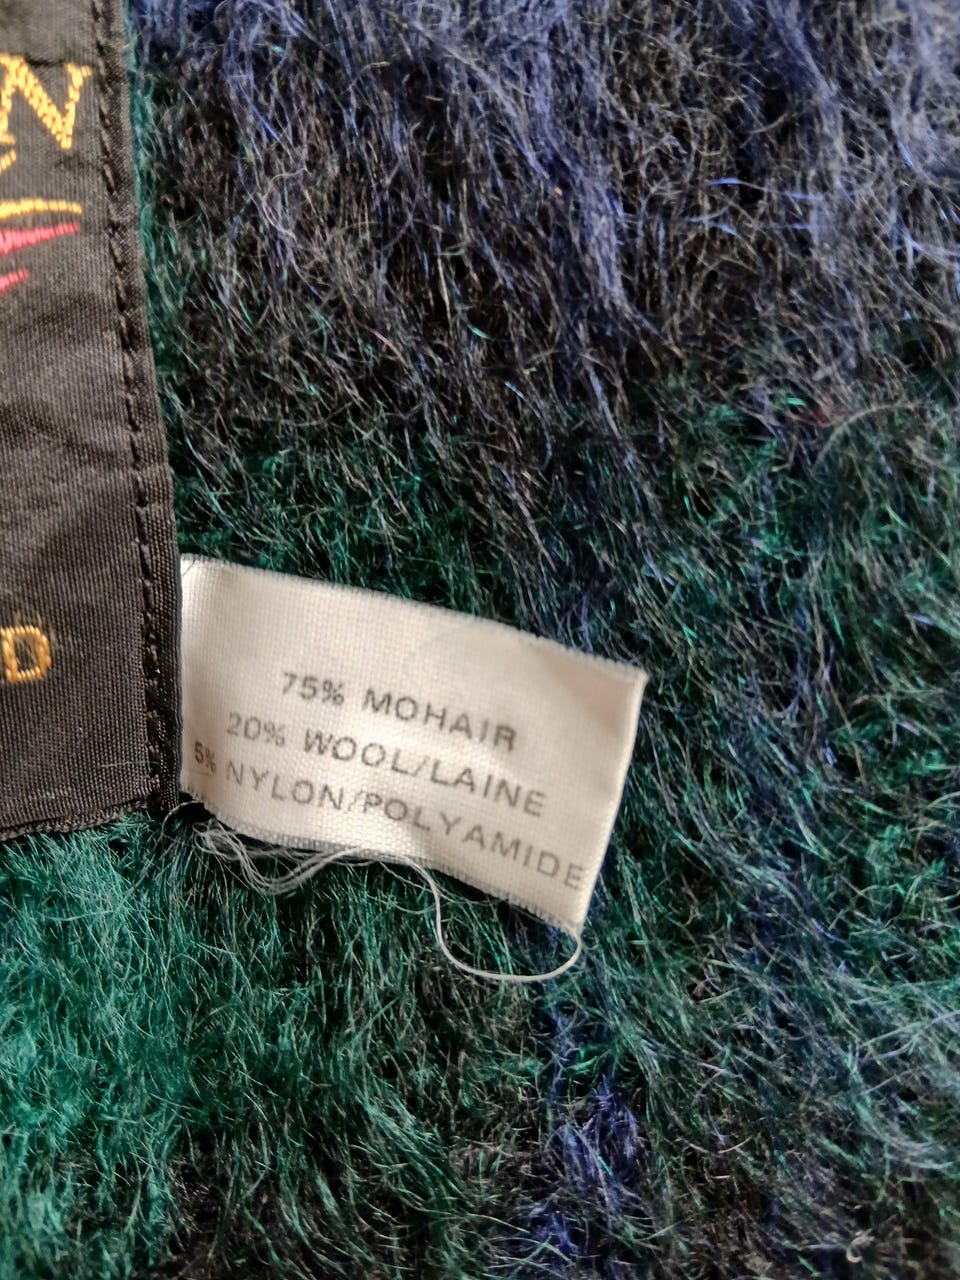 N
D
75% MOHAIR
20% WOOL/LAINE
5% NYLON/POLYAMIDE